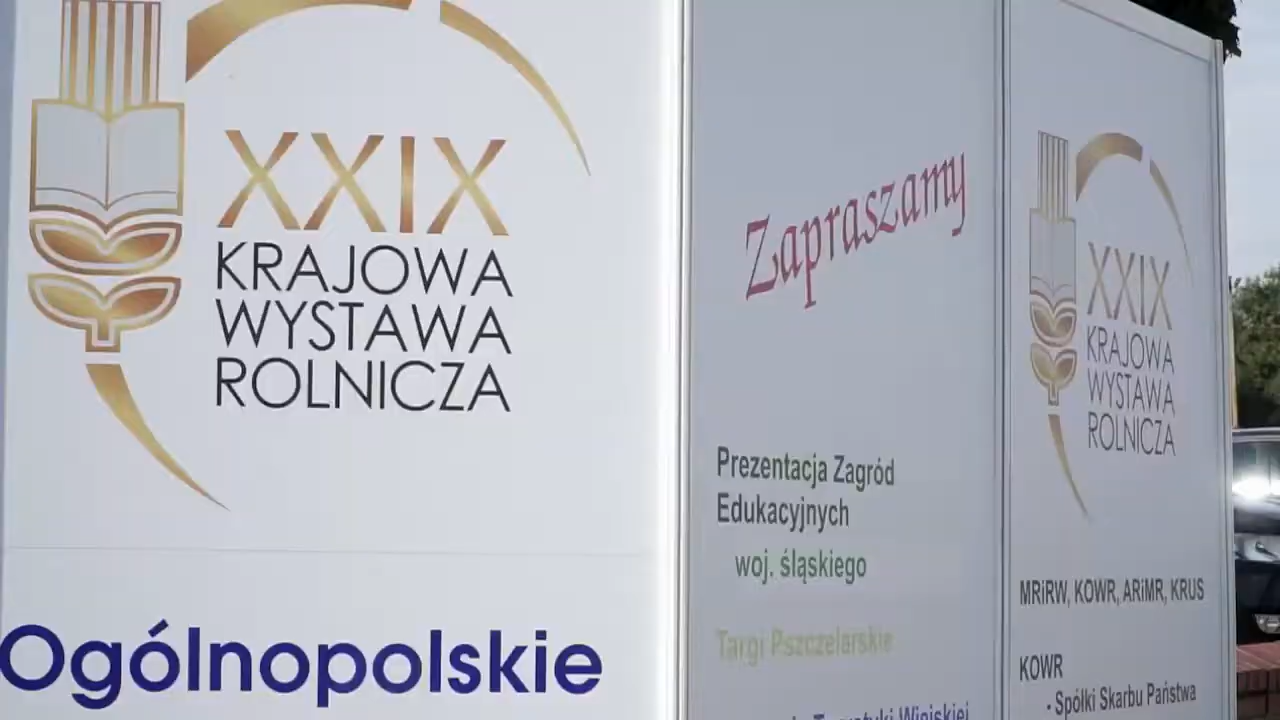 XXIX
KRAJOWA
WYSTAWA
ROLNICZA
Ogólnopolskie
Zapraszamy
Prezentacja Zagród
Edukacyjnych
woj. śląskiego
Targi Pszczelarskie
Wiejskiej
XXIX
KRAJOWA
WYSTAWA
ROLNICZA
MRiRW, KOWR, ARiMR, KRUS
KOWR
- Spółki Skarbu Państwa